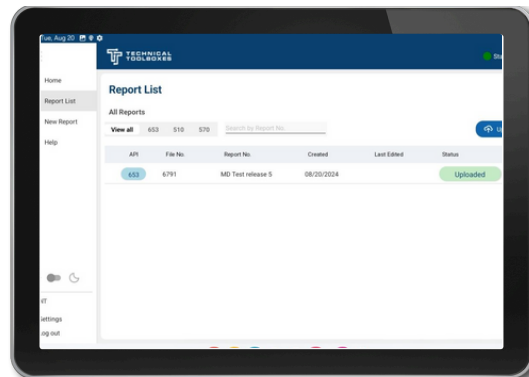 Tue, Aug 20
TECHNICAL
TOOLBOXES
Sta
Home
Report List
New Report
Help
Report List
All Reports
View all 653 510 570 Search by Report No.
U
API File No. Report No. Created Last Edited Status
653 6791 MD Test release 5 08/20/2024 Uploaded
NT
ettings
og out